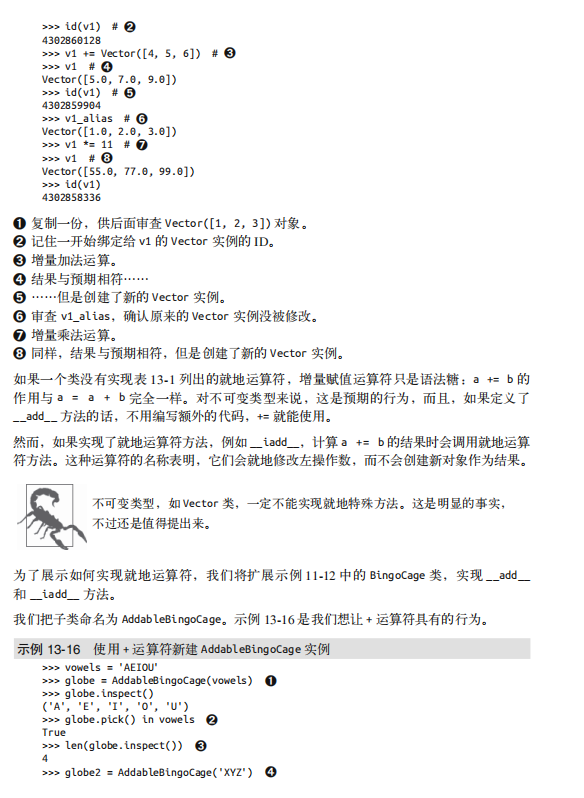 >>> id(v1)  # ❷
4302860128
>>> v1 += Vector([4, 5, 6])  # ❸
>>> v1  # ❹
Vector([5.0, 7.0, 9.0])
>>> id(v1)  # ❺
4302859904
>>> v1_alias  # ❻
Vector([1.0, 2.0, 3.0])
>>> v1 *= 11  # ❼
>>> v1  # ❽
Vector([55.0, 77.0, 99.0])
>>> id(v1)
4302858336
❶ 复制一份，供后面审查 Vector([1, 2, 3]) 对象。
❷ 记住一开始绑定给 v1 的 Vector 实例的 ID。
❸ 增量加法运算。
❹ 结果与预期相符……
❺ ……但是创建了新的 Vector 实例。
❻ 审查 v1_alias，确认原来的 Vector 实例没被修改。
❼ 增量乘法运算。
❽ 同样，结果与预期相符，但是创建了新的 Vector 实例。
如果一个类没有实现表 13-1 列出的就地运算符，增量赋值运算符只是语法糖：a += b 的
作用与 a = a + b 完全一样。对不可变类型来说，这是预期的行为，而且，如果定义了
__add__ 方法的话，不用编写额外的代码，+= 就能使用。
然而，如果实现了就地运算符方法，例如 __iadd__，计算 a += b 的结果时会调用就地运算
符方法。这种运算符的名称表明，它们会就地修改左操作数，而不会创建新对象作为结果。
不可变类型，如 Vector 类，一定不能实现就地特殊方法。这是明显的事实，
不过还是值得提出来。
为了展示如何实现就地运算符，我们将扩展示例 11-12 中的 BingoCage 类，实现 __add__
和 __iadd__ 方法。
我们把子类命名为 AddableBingoCage。示例 13-16 是我们想让 + 运算符具有的行为。
示例 13-16　使用 + 运算符新建 AddableBingoCage 实例
>>> vowels = 'AEIOU'
>>> globe = AddableBingoCage(vowels)  ❶
>>> globe.inspect()
('A', 'E', 'I', 'O', 'U')
>>> globe.pick() in vowels  ❷
True
>>> len(globe.inspect())  ❸
4
>>> globe2 = AddableBingoCage('XYZ')  ❹